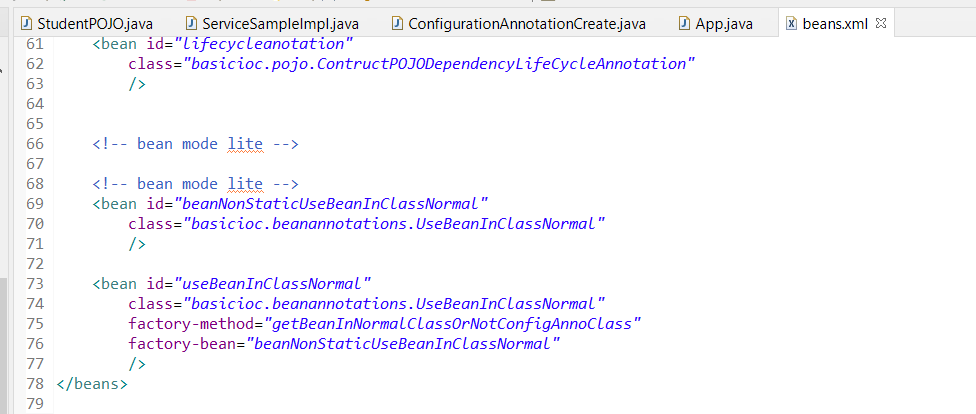 StudentPOJO.java ServiceSampleImpl.java ConfigurationAnnotationCreate.java App.java beans.xml
61 <bean id="lifecycleanotation"
62 class="basicioc.pojo.ContructPOJODependencyLifeCycleAnnotation"
63 />
64
65
66 <!-- bean mode lite -->
67
68 <!-- bean mode lite -->
69 <bean id="beanNonStaticUseBeanInClassNormal"
70 class="basicioc.beanannotations.UseBeanInClassNormal"
71 />
72
73 <bean id="useBeanInClassNormal"
74 class="basicioc.beanannotations.UseBeanInClassNormal"
75 factory-method="getBeanInNormalClassOrNotConfigAnnoClass"
76 factory-bean="beanNonStaticUseBeanInClassNormal"
77 />
78 </beans>
79